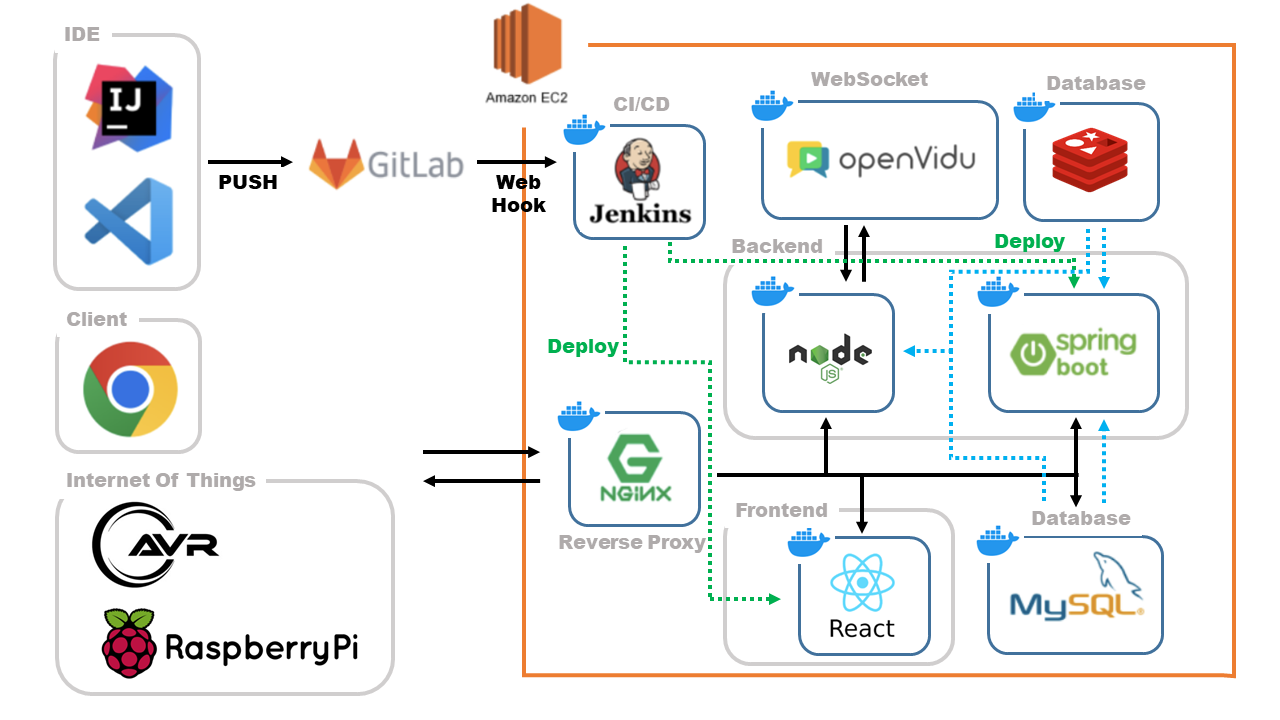 IDE
IJ
PUSH
GitLab
Web
Hook
Amazon EC2
CI/CD
Jenkins
WebSocket
openVidu
Database
Backend
Deploy
node
JS
spring
boot
Client
Deploy
NGiNX
Reverse Proxy
Internet Of Things
AVR
RaspberryPi
Frontend
React
Database
MySQL®